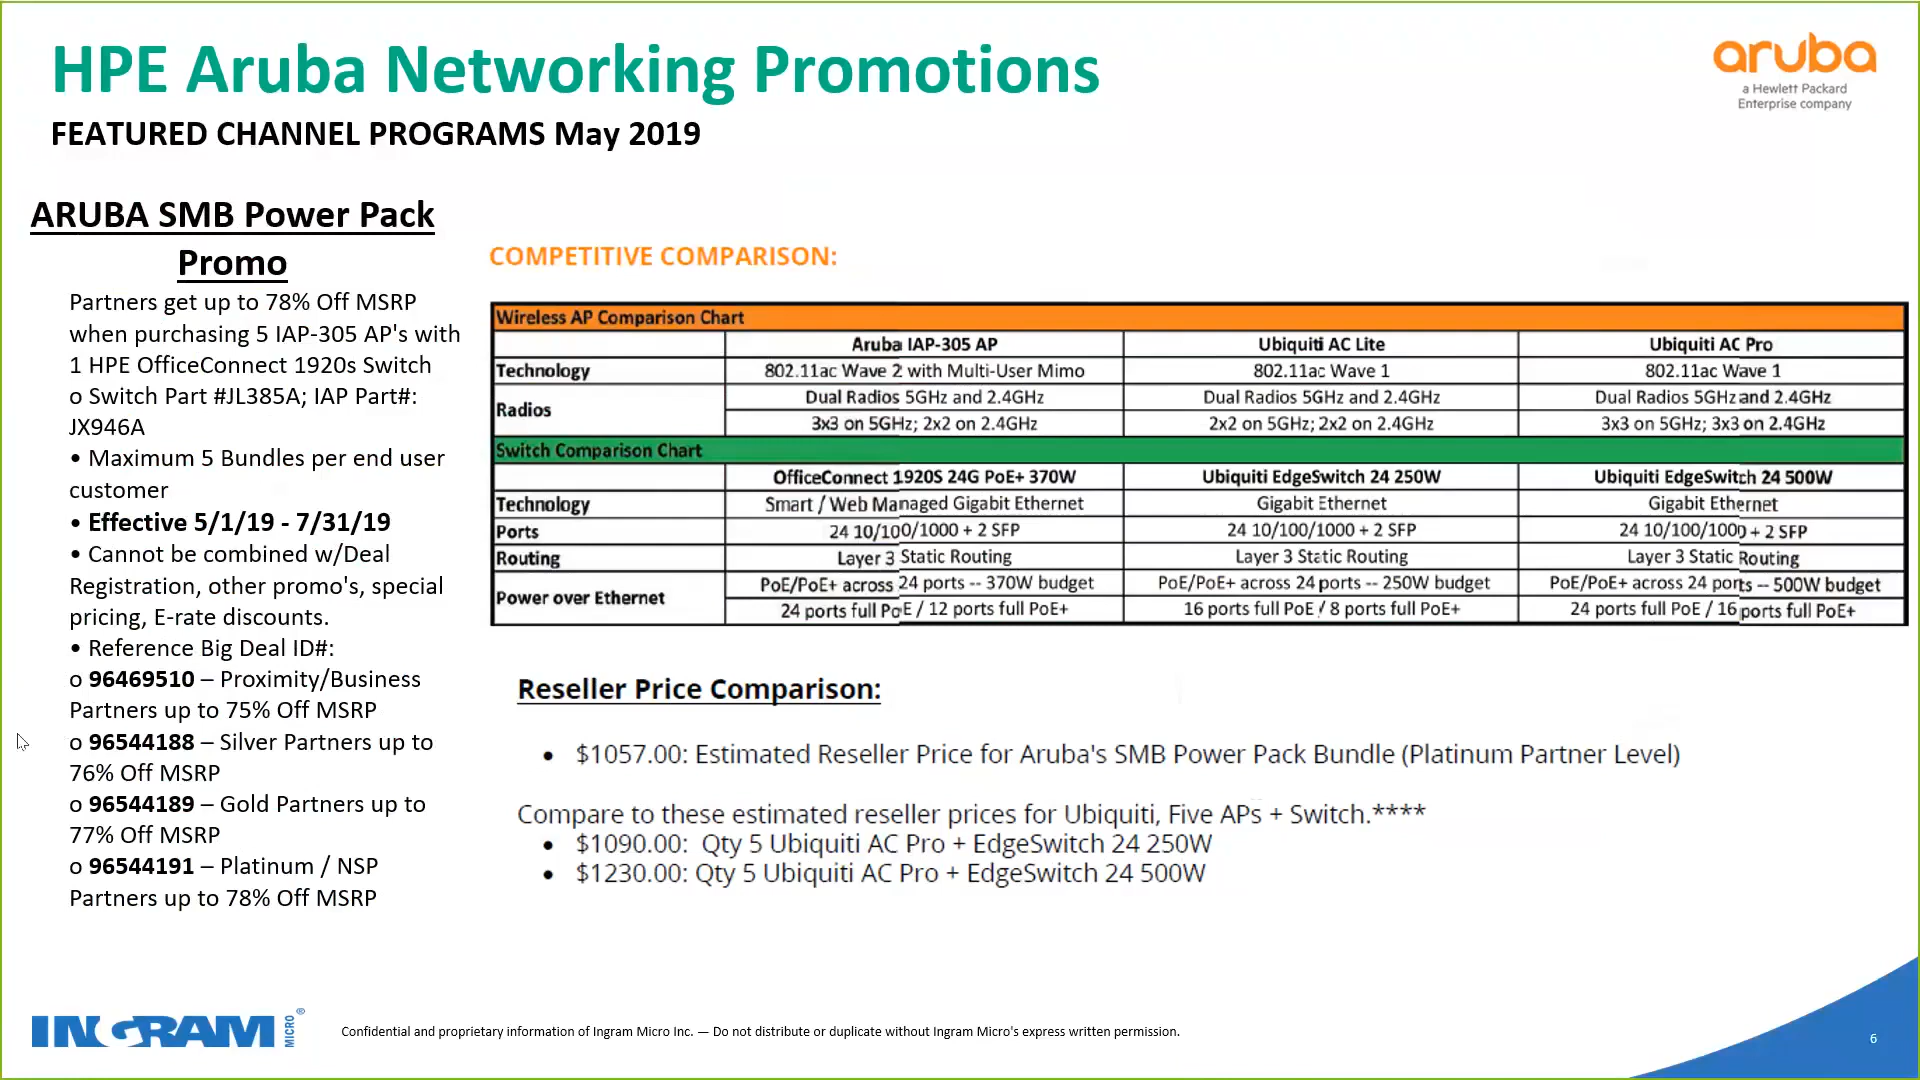 HPE Aruba Networking Promotions
FEATURED CHANNEL PROGRAMS May 2019
aruba
a Hewlett Packard
Enterprise company
ARUBA SMB Power Pack
Promo
Partners get up to 78% Off MSRP
when purchasing 5 IAP-305 AP's with
1 HPE OfficeConnect 1920s Switch
o Switch Part #JL385A; IAP Part#:
JX946A
• Maximum 5 Bundles per end user
customer
• Effective 5/1/19 - 7/31/19
• Cannot be combined w/Deal
Registration, other promo's, special
pricing, E-rate discounts.
• Reference Big Deal ID#:
o 96469510 – Proximity/Business
Partners up to 75% Off MSRP
o 96544188 – Silver Partners up to
76% Off MSRP
o 96544189 – Gold Partners up to
77% Off MSRP
o 96544191 – Platinum / NSP
Partners up to 78% Off MSRP
COMPETITIVE COMPARISON:
Wireless AP Comparison Chart
Aruba IAP-305 AP Ubiquiti AC Lite Ubiquiti AC Pro
Technology 802.11ac Wave 2 with Multi-User Mimo 802.11ac Wave 1 802.11ac Wave 1
Radios Dual Radios 5GHz and 2.4GHz Dual Radios 5GHz and 2.4GHz Dual Radios 5GHz and 2.4GHz
3x3 on 5GHz; 2x2 on 2.4GHz 2x2 on 5GHz; 2x2 on 2.4GHz 3x3 on 5GHz; 3x3 on 2.4GHz
Switch Comparison Chart
OfficeConnect 1920S 24G PoE+ 370W Ubiquiti EdgeSwitch 24 250W Ubiquiti EdgeSwitch 24 500W
Technology Smart / Web Managed Gigabit Ethernet Gigabit Ethernet Gigabit Ethernet
Ports 24 10/100/1000 + 2 SFP 24 10/100/1000 + 2 SFP 24 10/100/1000 + 2 SFP
Routing Layer 3 Static Routing Layer 3 Static Routing Layer 3 Static Routing
Power over Ethernet PoE/PoE+ across 24 ports -- 370W budget PoE/PoE+ across 24 ports -- 250W budget PoE/PoE+ across 24 ports -- 500W budget
24 ports full PoE / 12 ports full PoE+ 16 ports full PoE / 8 ports full PoE+ 24 ports full PoE / 16 ports full PoE+
Reseller Price Comparison:
• $1057.00: Estimated Reseller Price for Aruba's SMB Power Pack Bundle (Platinum Partner Level)
Compare to these estimated reseller prices for Ubiquiti, Five APs + Switch.****
• $1090.00: Qty 5 Ubiquiti AC Pro + EdgeSwitch 24 250W
• $1230.00: Qty 5 Ubiquiti AC Pro + EdgeSwitch 24 500W
INGRAM MICRO ®
Confidential and proprietary information of Ingram Micro Inc. — Do not distribute or duplicate without Ingram Micro's express written permission.
6